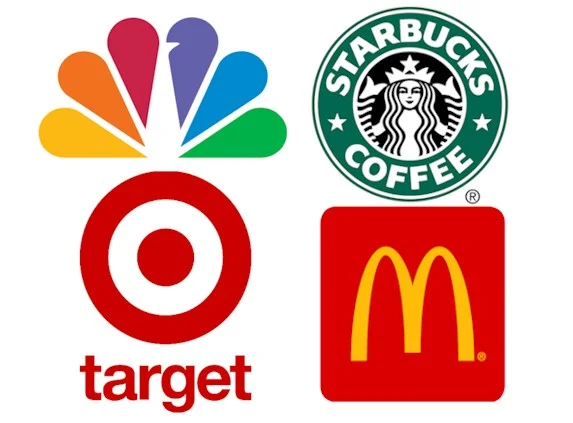 STARBUCKS
COFFEE
®
target
M
®